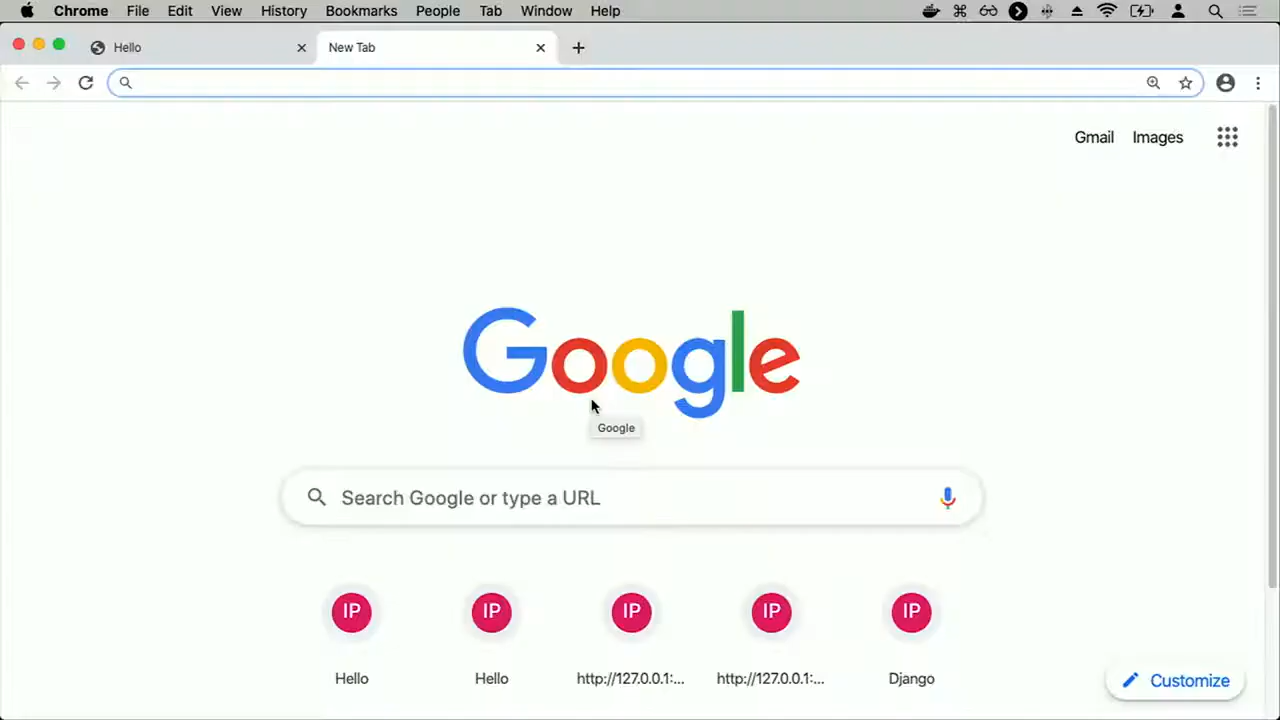 Chrome File Edit View History Bookmarks People Tab Window Help
Hello
New Tab
Gmail Images
Google
Google
Search Google or type a URL
IP IP IP IP IP
Hello Hello http://127.0.0.1:... http://127.0.0.1:... Django
Customize